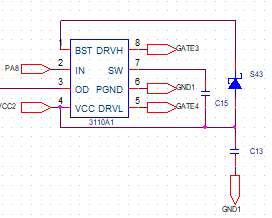 1 BST DRVH 8 GATE3
PA8 2 IN SW 7
S43
3 OD PGND 6 GND1
C15
VCC2 4 VCC DRVL 5 GATE4
3110A1
C13
GND1